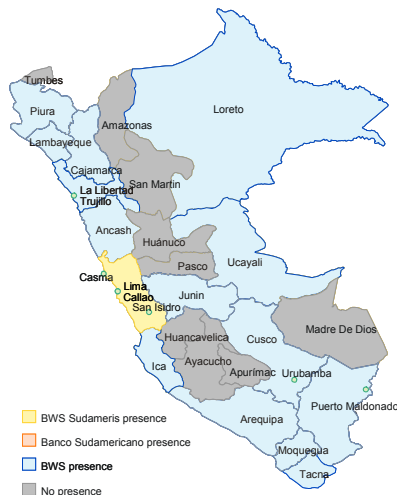 Tumbes
Piura
Loreto
Amazonas
Lambayeque
Cajamarca
San Martin
La Libertad
Trujillo
Ancash
Huánuco
Ucayali
Pasco
Casma
Lima
Callao
Junin
San Isidro
Madre De Dios
Huancavelica
Cusco
Ayacucho
Ica
Apurímac
Urubamba
Puerto Maldonado
Arequipa
Moquegua
Tacna
BWS Sudameris presence
Banco Sudamericano presence
BWS presence
No presence